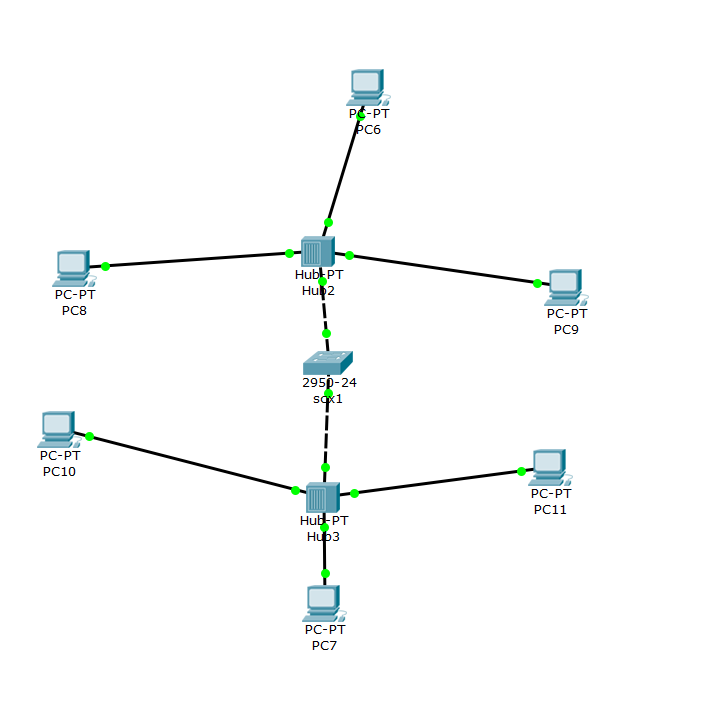 PC-PT
PC6
Hub-PT
Hub2
PC-PT
PC8
PC-PT
PC9
2950-24
PC-PT
PC10
PC-PT
PC11
Hub-PT
Hub3
PC-PT
PC7